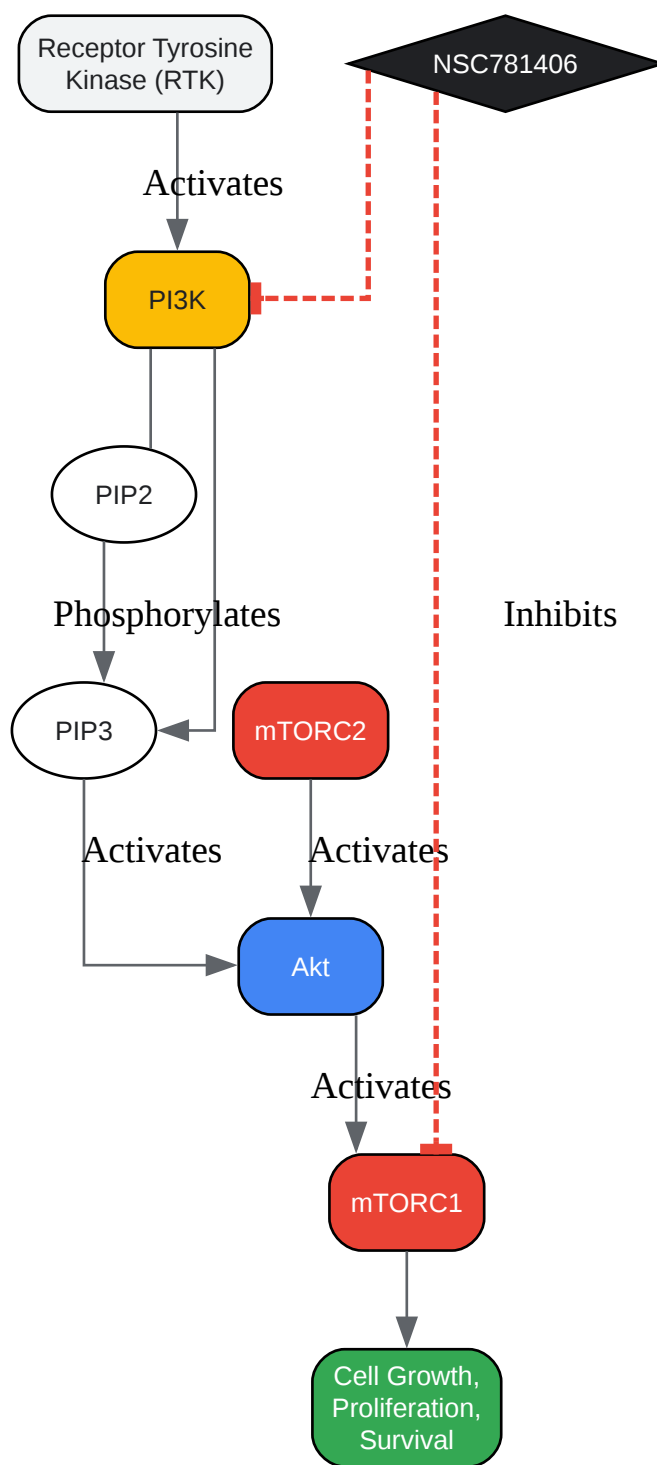 Receptor Tyrosine
Kinase (RTK)
NSC781406
Activates
PI3K
PIP2
Phosphorylates
Inhibits
PIP3
mTORC2
Activates
Activates
Akt
Activates
mTORC1
Cell Growth,
Proliferation,
Survival